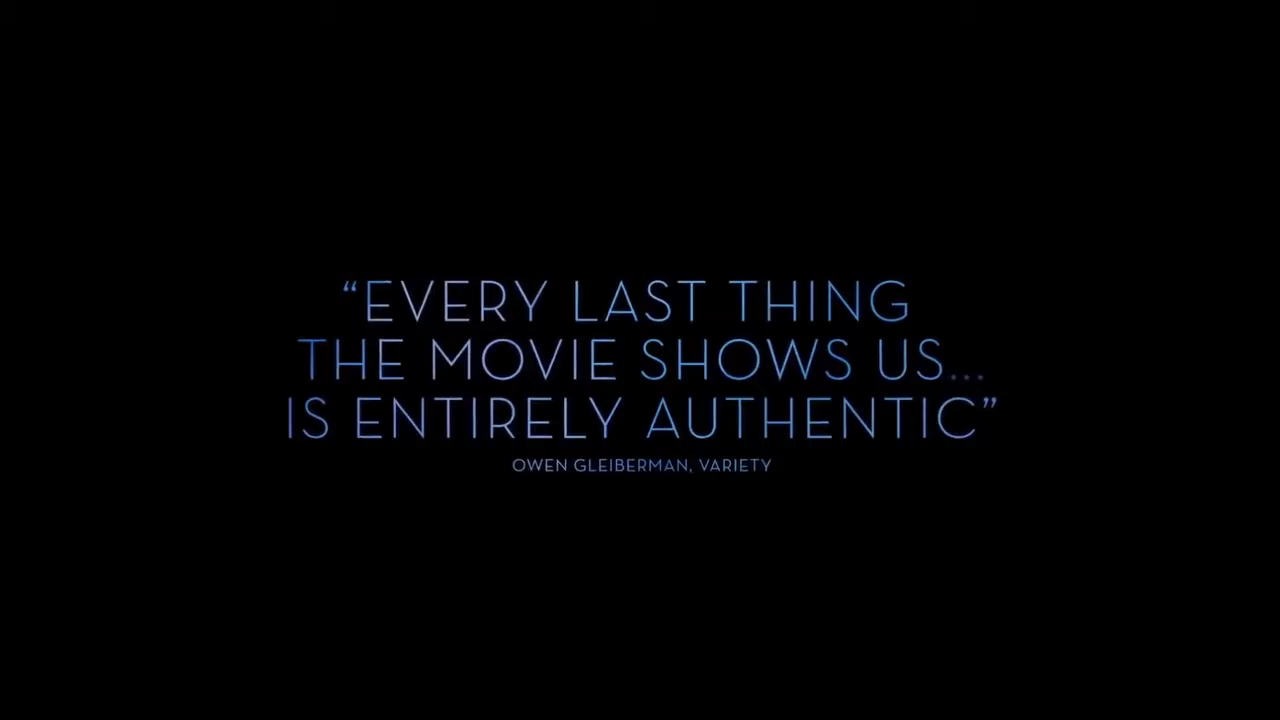 “EVERY LAST THING
THE MOVIE SHOWS US...
IS ENTIRELY AUTHENTIC”
OWEN GLEIBERMAN, VARIETY